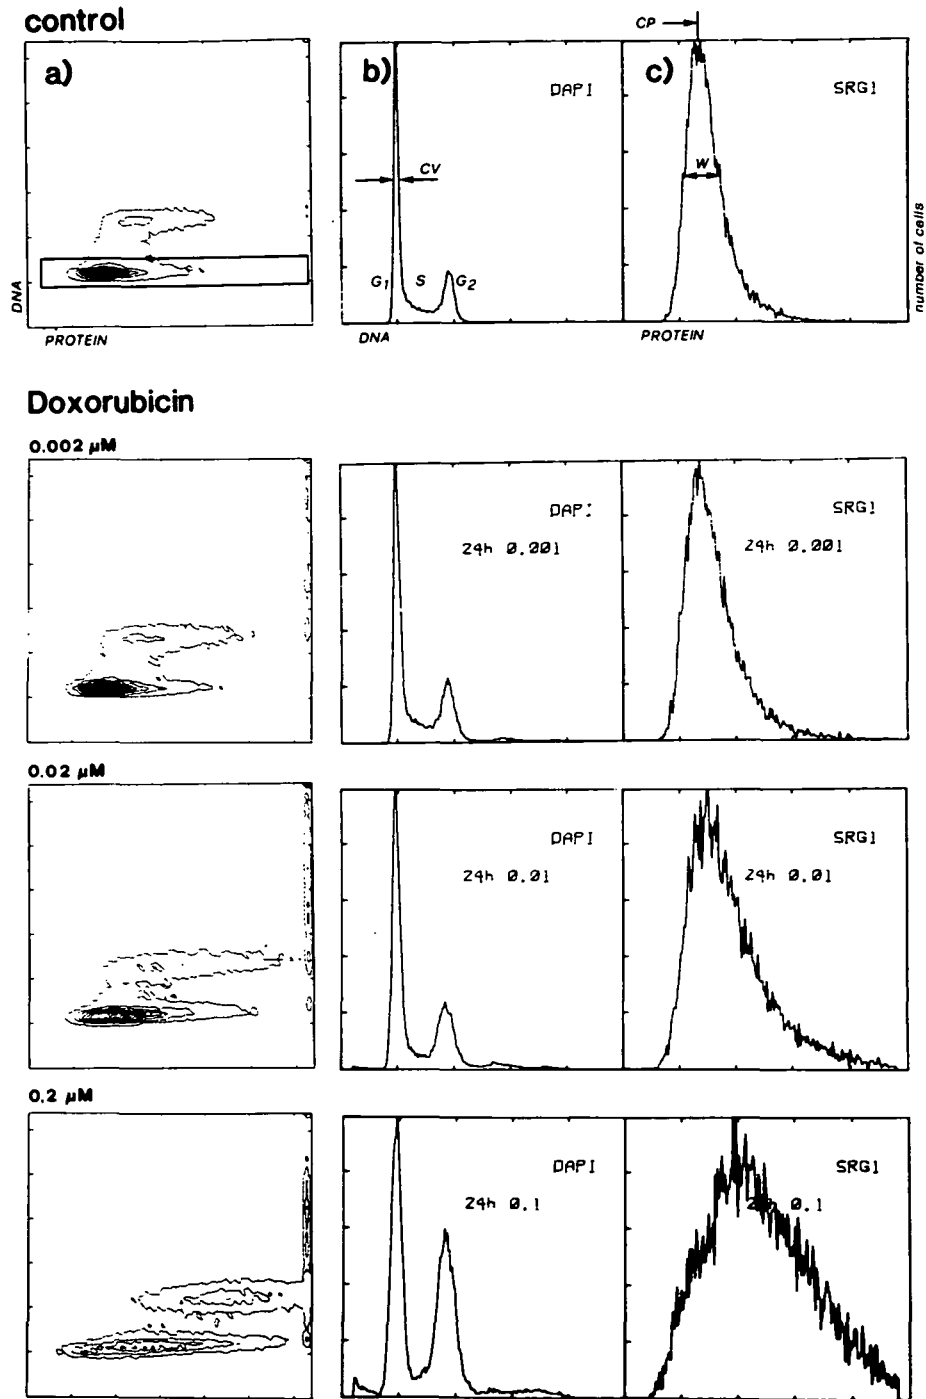 control
CP
a)
b)
DAPI
c)
SRG1
CV
W
G1 S G2
DNA
number of cells
PROTEIN
DNA
PROTEIN
Doxorubicin
0.002 µM
DAPI
24h 0.001
SRG1
24h 0.001
0.02 µM
DAPI
24h 0.01
SRG1
24h 0.01
0.2 µM
DAPI
24h 0.1
SRG1
24h 0.1